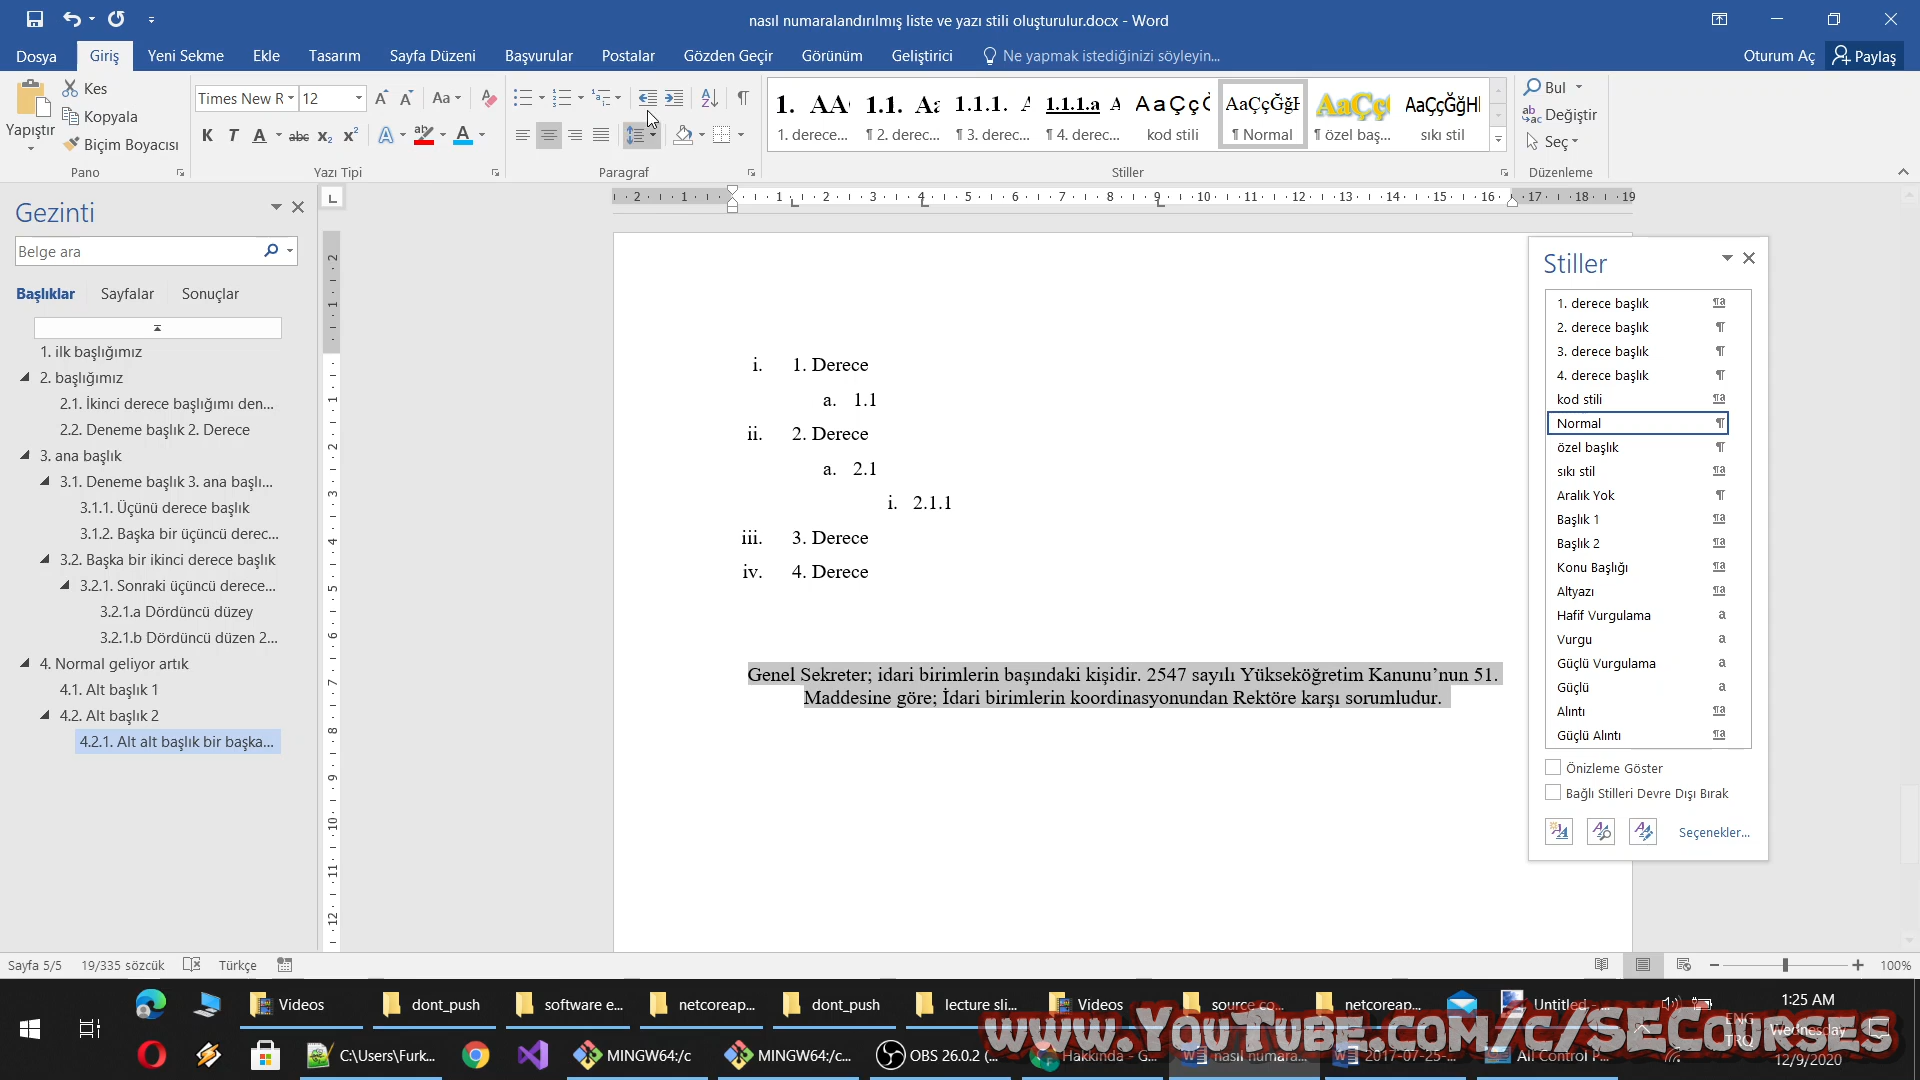 nasıl numaralandırılmış liste ve yazı stili oluşturulur.docx - Word
Dosya Giriş Yeni Sekme Ekle Tasarım Sayfa Düzeni Başvurular Postalar Gözden Geçir Görünüm Geliştirici Ne yapmak istediğinizi söyleyin... Oturum Aç Paylaş
Yapıştır
Kes
Kopyala
Biçim Boyacısı
Pano
Times New R 12
Yazı Tipi
Paragraf
1. AA 1.1. 1.1.1. 1.1.1.a AaÇçĞ AaÇçĞğH AaÇç AaÇçĞğHl
1. derece... ¶ 2. derec... ¶ 3. derec... ¶ 4. derec... kod stili ¶ Normal ¶ özel baş... sıkı stil
Stiller
Bul
Değiştir
Seç
Düzenleme
Gezinti
Belge ara
Başlıklar Sayfalar Sonuçlar
1. ilk başlığımız
2. başlığımız
2.1. İkinci derece başlığımı den...
2.2. Deneme başlık 2. Derece
3. ana başlık
3.1. Deneme başlık 3. ana başlı...
3.1.1. Üçünü derece başlık
3.1.2. Başka bir üçüncü derec...
3.2. Başka bir ikinci derece başlık
3.2.1. Sonraki üçüncü derece...
3.2.1.a Dördüncü düzey
3.2.1.b Dördüncü düzen 2...
4. Normal geliyor artık
4.1. Alt başlık 1
4.2. Alt başlık 2
4.2.1. Alt alt başlık bir başka...
i. 1. Derece
a. 1.1
ii. 2. Derece
a. 2.1
i. 2.1.1
iii. 3. Derece
iv. 4. Derece
Genel Sekreter; idari birimlerin başındaki kişidir. 2547 sayılı Yükseköğretim Kanunu’nun 51.
Maddesine göre; İdari birimlerin koordinasyonundan Rektöre karşı sorumludur.
Stiller
1. derece başlık
2. derece başlık
3. derece başlık
4. derece başlık
kod stili
Normal
özel başlık
sıkı stil
Aralık Yok
Başlık 1
Başlık 2
Konu Başlığı
Altyazı
Hafif Vurgulama
Vurgu
Güçlü Vurgulama
Güçlü
Alıntı
Güçlü Alıntı
Önizleme Göster
Bağlı Stilleri Devre Dışı Bırak
Seçenekler...
Sayfa 5/5 19/335 sözcük Türkçe 100%
Videos dont_push software e... netcoreap... dont_push lecture sli... Videos source co... netcoreap... Untitled - ... 1:25 AM
www.YouTube.com/c/SECourses
ENG Wednesday
C:\Users\Furk... MINGW64:/c MINGW64:/c... OBS 26.0.2 (... Hakkında - G... nasıl numara... 2017-07-25-... All Control P... TRQ 12/9/2020